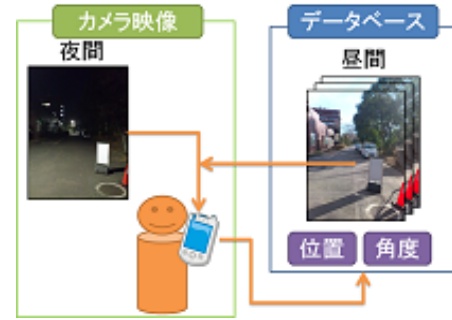 カメラ映像
夜間
データベース
昼間
位置
角度